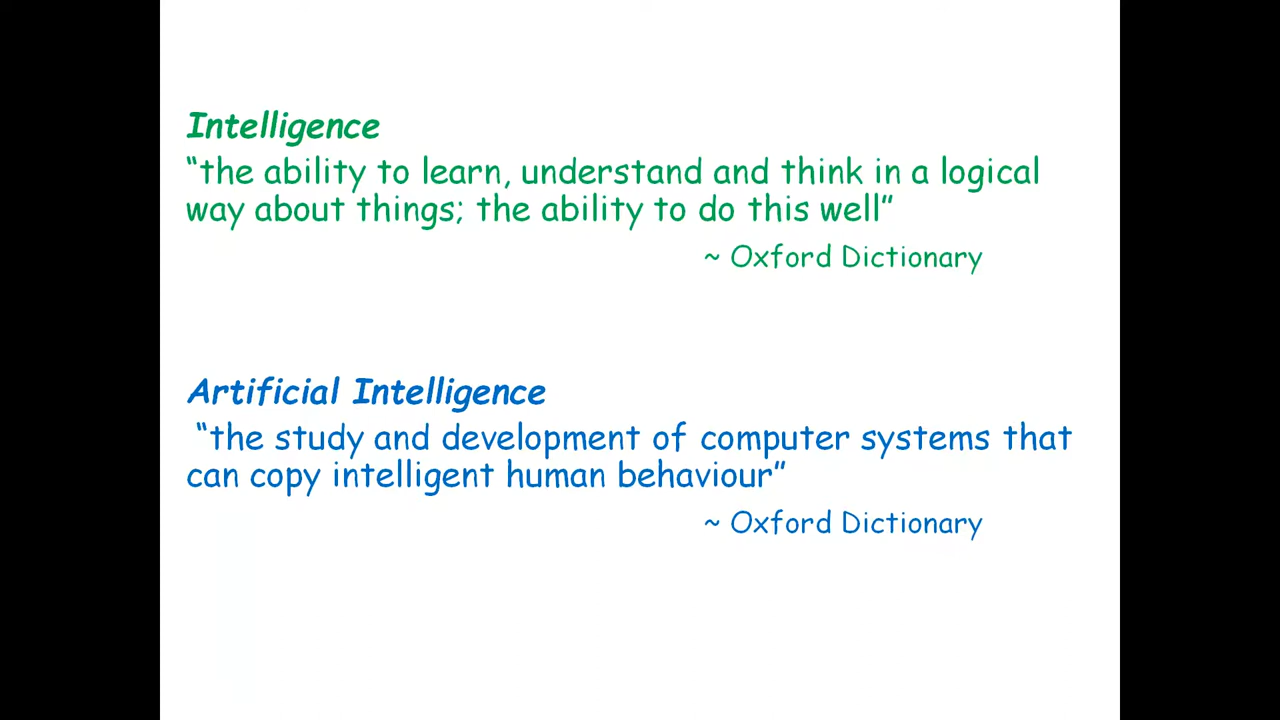 Intelligence
“the ability to learn, understand and think in a logical
way about things; the ability to do this well”
~ Oxford Dictionary
Artificial Intelligence
“the study and development of computer systems that
can copy intelligent human behaviour”
~ Oxford Dictionary